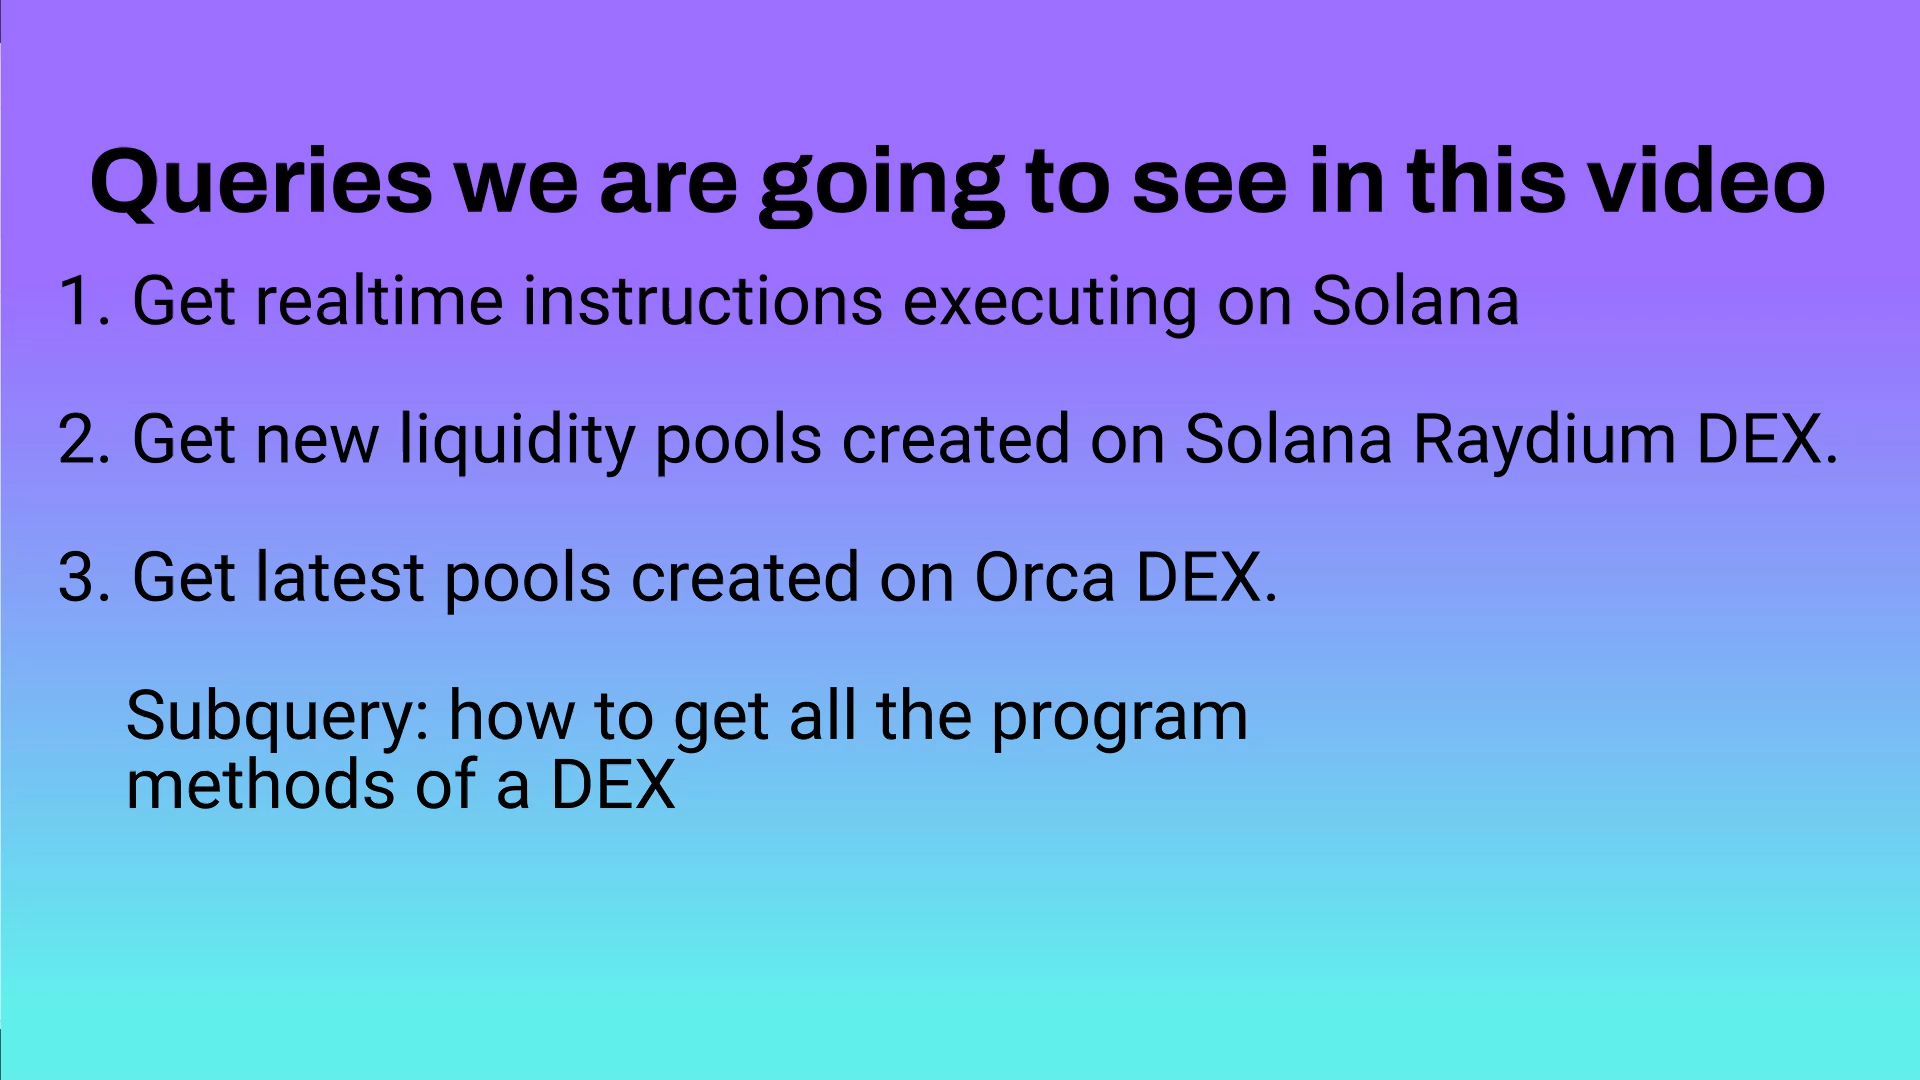 Queries we are going to see in this video
1. Get realtime instructions executing on Solana
2. Get new liquidity pools created on Solana Raydium DEX.
3. Get latest pools created on Orca DEX.
Subquery: how to get all the program
methods of a DEX